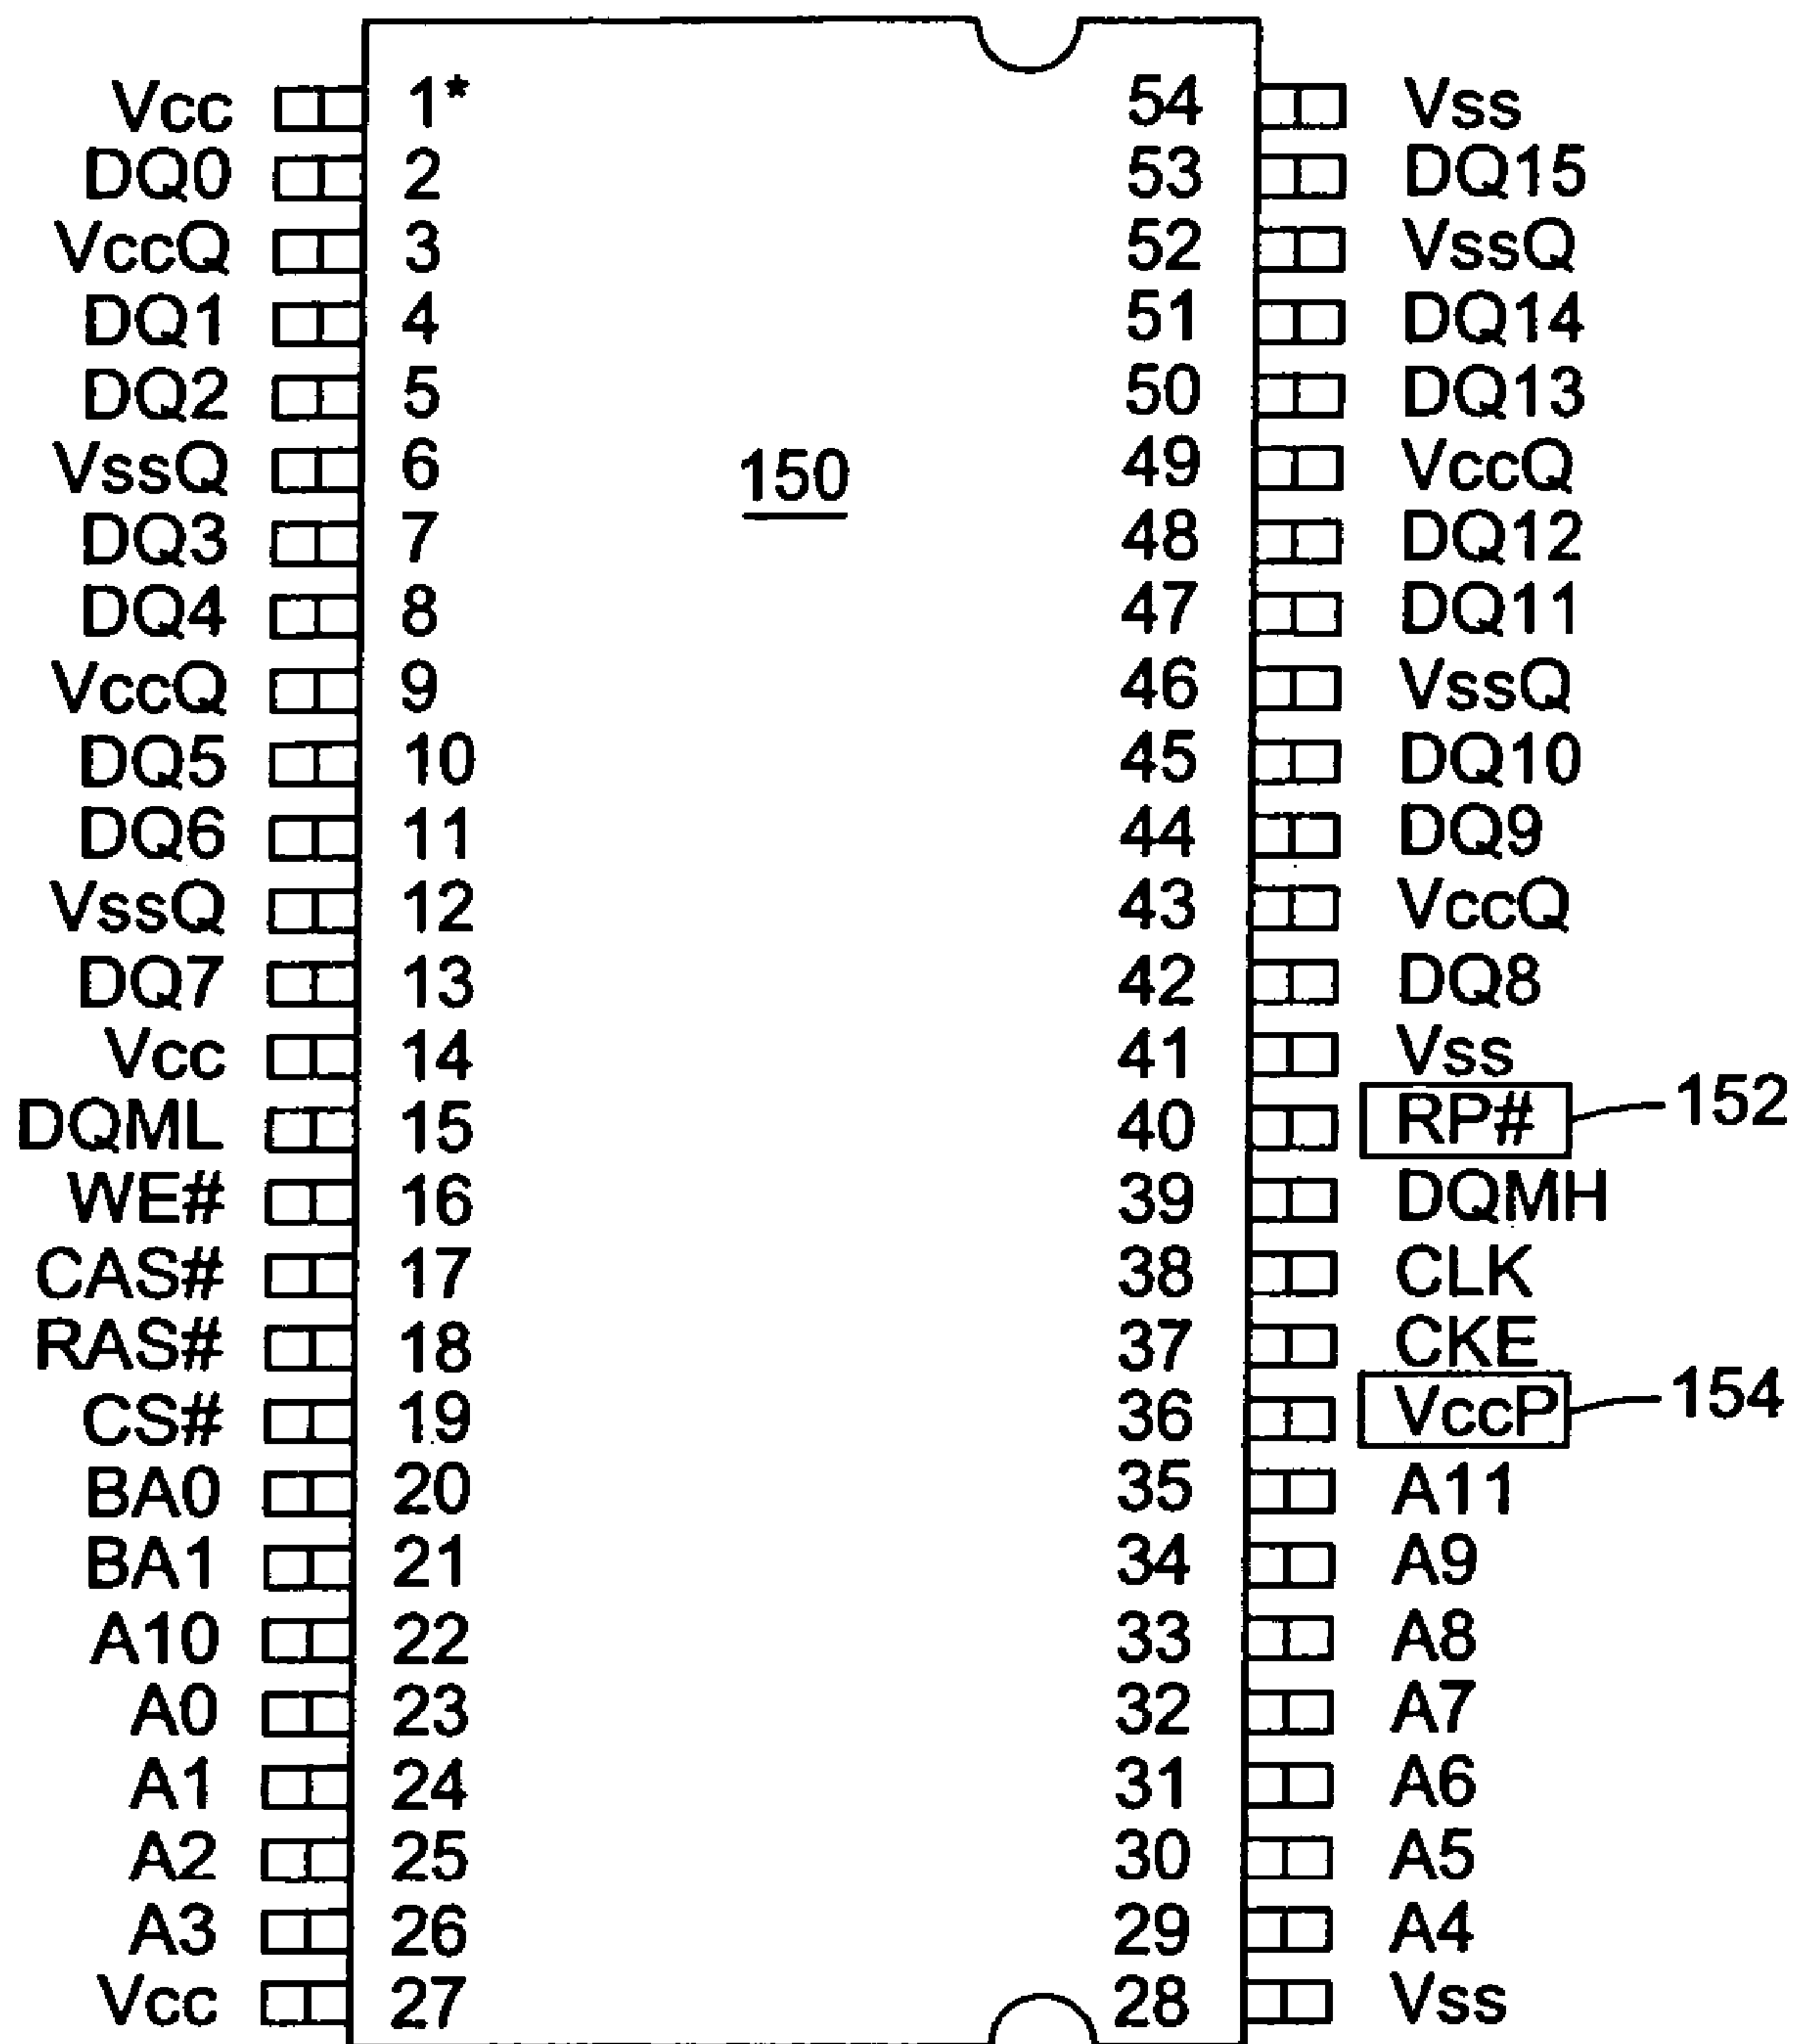 Vcc 1* 54 Vss
DQ0 2 53 DQ15
VccQ 3 52 VssQ
DQ1 4 51 DQ14
DQ2 5 50 DQ13
VssQ 6 150 49 VccQ
DQ3 7 48 DQ12
DQ4 8 47 DQ11
VccQ 9 46 VssQ
DQ5 10 45 DQ10
DQ6 11 44 DQ9
VssQ 12 43 VccQ
DQ7 13 42 DQ8
Vcc 14 41 Vss
DQML 15 40 RP# 152
WE# 16 39 DQMH
CAS# 17 38 CLK
RAS# 18 37 CKE
CS# 19 36 VccP 154
BA0 20 35 A11
BA1 21 34 A9
A10 22 33 A8
A0 23 32 A7
A1 24 31 A6
A2 25 30 A5
A3 26 29 A4
Vcc 27 28 Vss